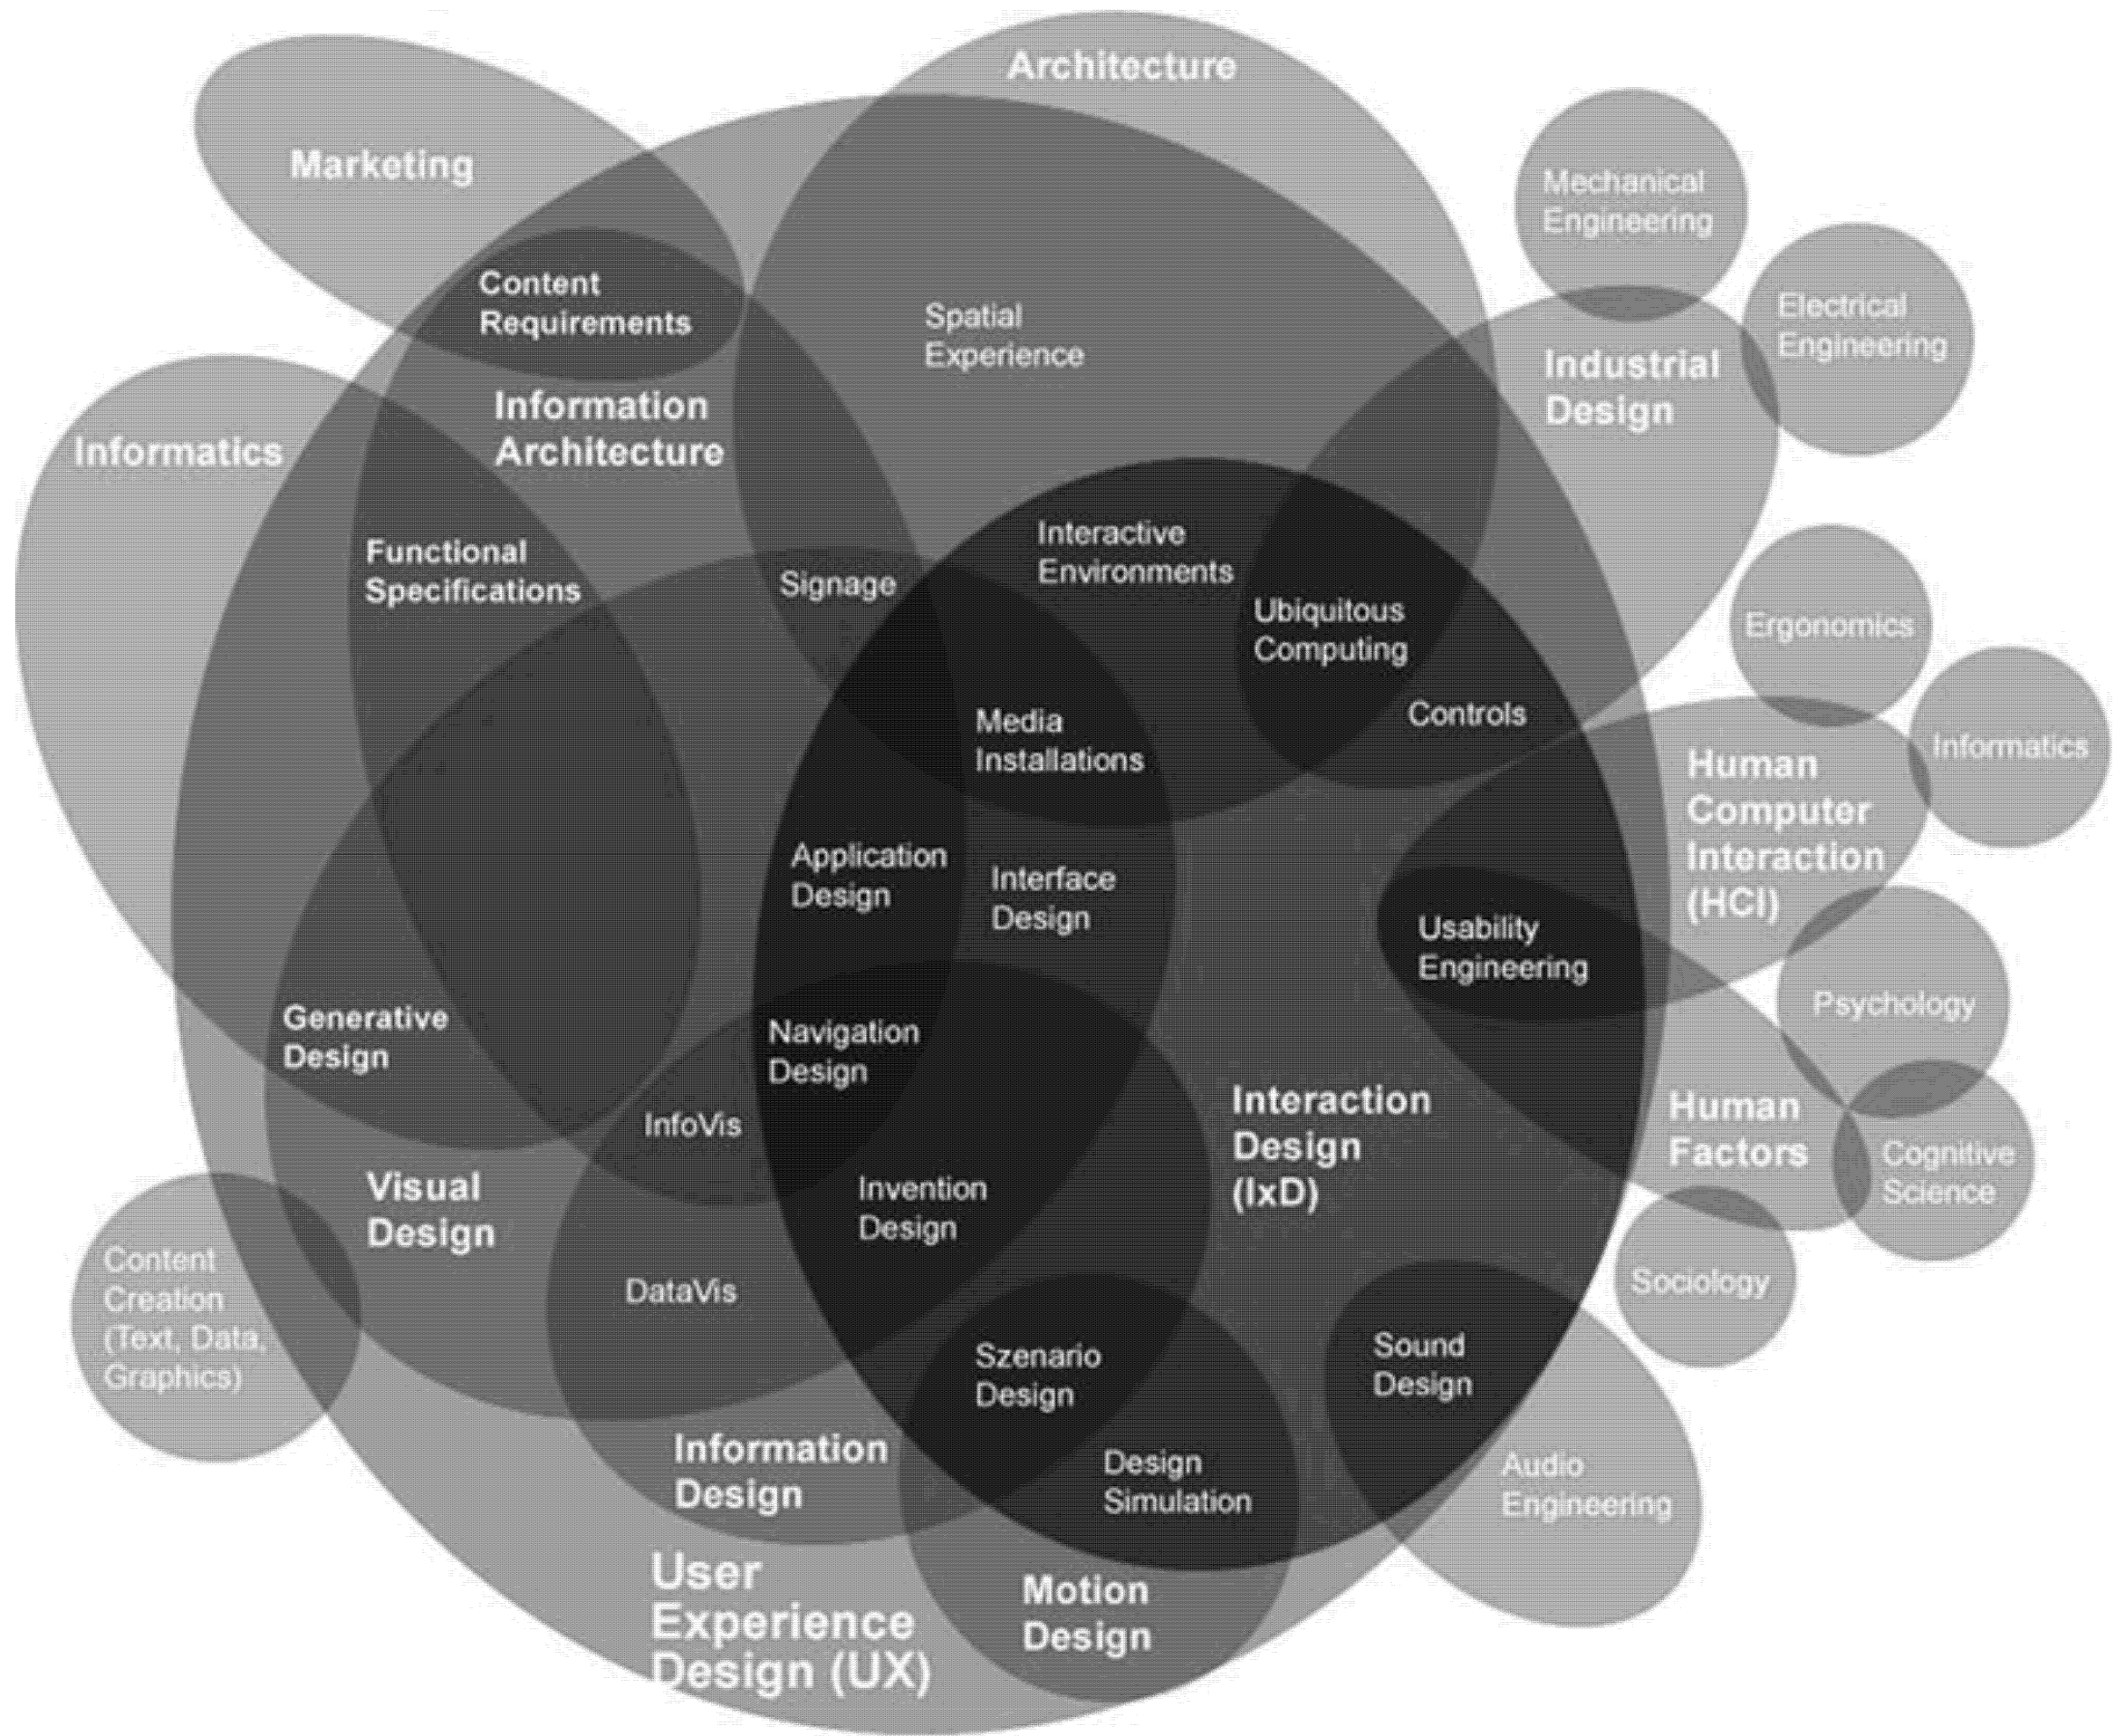 Architecture
Marketing
Mechanical
Engineering
Content
Requirements
Spatial
Experience
Electrical
Engineering
Industrial
Design
Information
Architecture
Informatics
Functional
Specifications
Signage
Interactive
Environments
Ubiquitous
Computing
Ergonomics
Controls
Informatics
Media
Installations
Human
Computer
Interaction
(HCI)
Application
Design
Interface
Design
Usability
Engineering
Psychology
Generative
Design
Navigation
Design
InfoVis
Interaction
Design
(IxD)
Human
Factors
Cognitive
Science
Visual
Design
Invention
Design
Content
Creation
(Text, Data,
Graphics)
DataVis
Sociology
Szenario
Design
Sound
Design
Information
Design
Design
Simulation
Audio
Engineering
User
Experience
Design (UX)
Motion
Design